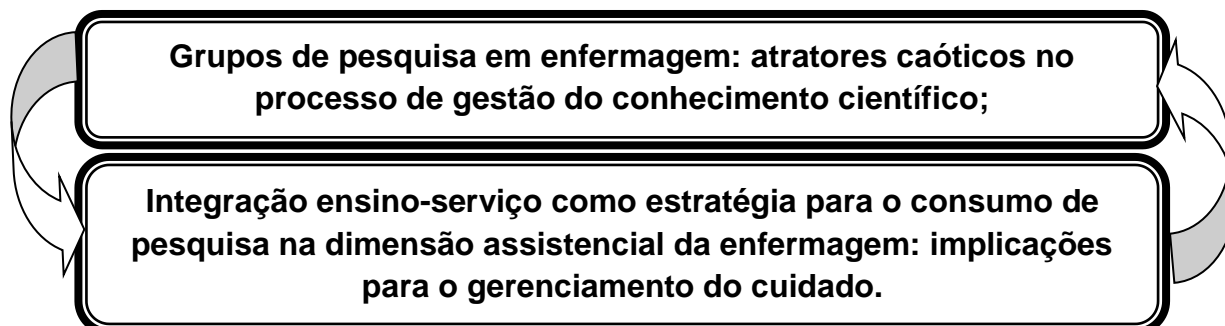 Grupos de pesquisa em enfermagem: atratores caóticos no
processo de gestão do conhecimento científico;
Integração ensino-serviço como estratégia para o consumo de
pesquisa na dimensão assistencial da enfermagem: implicações
para o gerenciamento do cuidado.